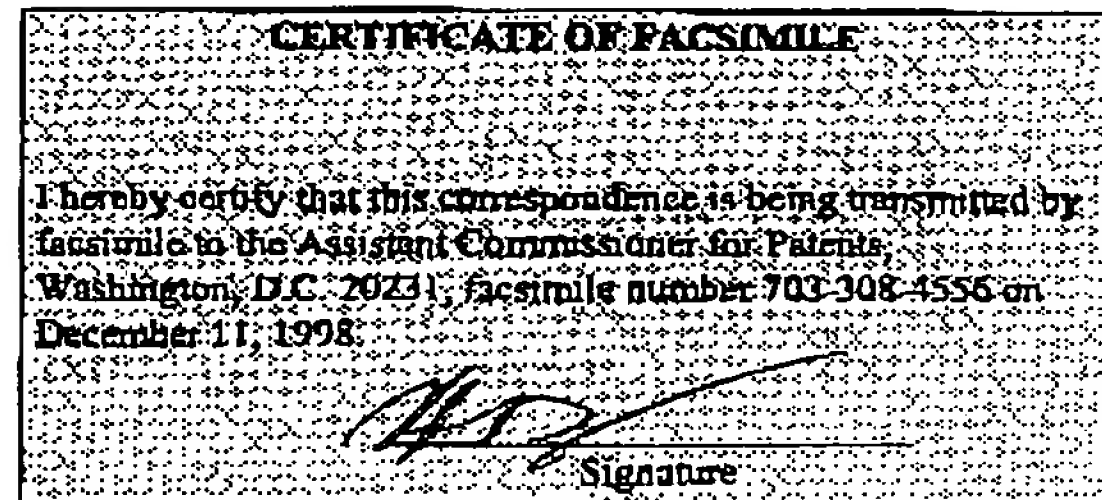 CERTIFICATE OF FACSIMILE
I hereby certify that this correspondence is being transmitted by
facsimile to the Assistant Commissioner for Patents,
Washington, D.C. 20231, facsimile number 703-308-4556 on
December 11, 1998.
Signature